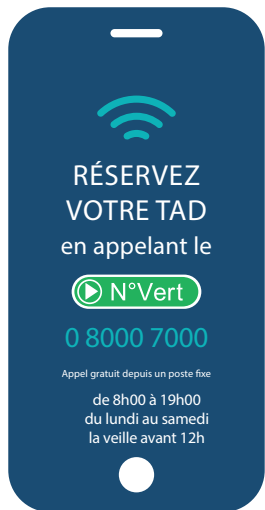 RÉSERVEZ
VOTRE TAD
en appelant le
N°Vert
0 8000 7000
Appel gratuit depuis un poste fixe
de 8h00 à 19h00
du lundi au samedi
la veille avant 12h